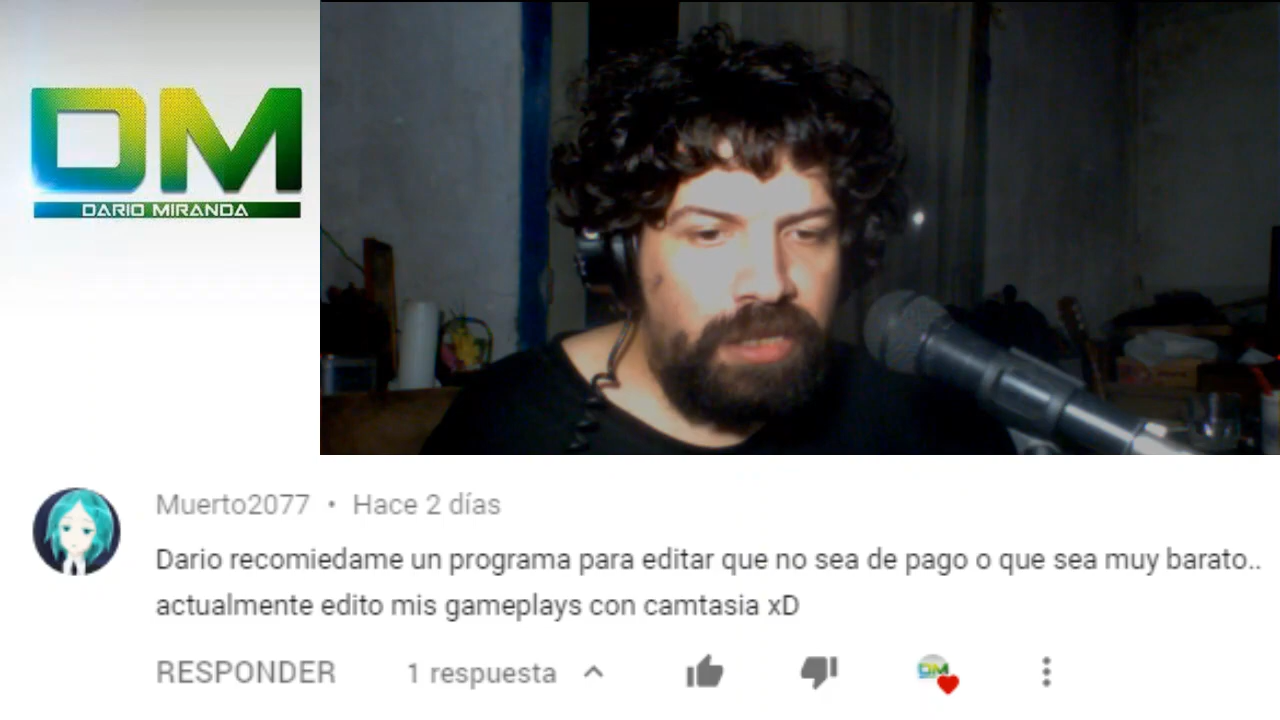 DM
DARIO MIRANDA
Muerto2077 • Hace 2 días
Dario recomiedame un programa para editar que no sea de pago o que sea muy barato..
actualmente edito mis gameplays con camtasia xD
RESPONDER 1 respuesta
DM